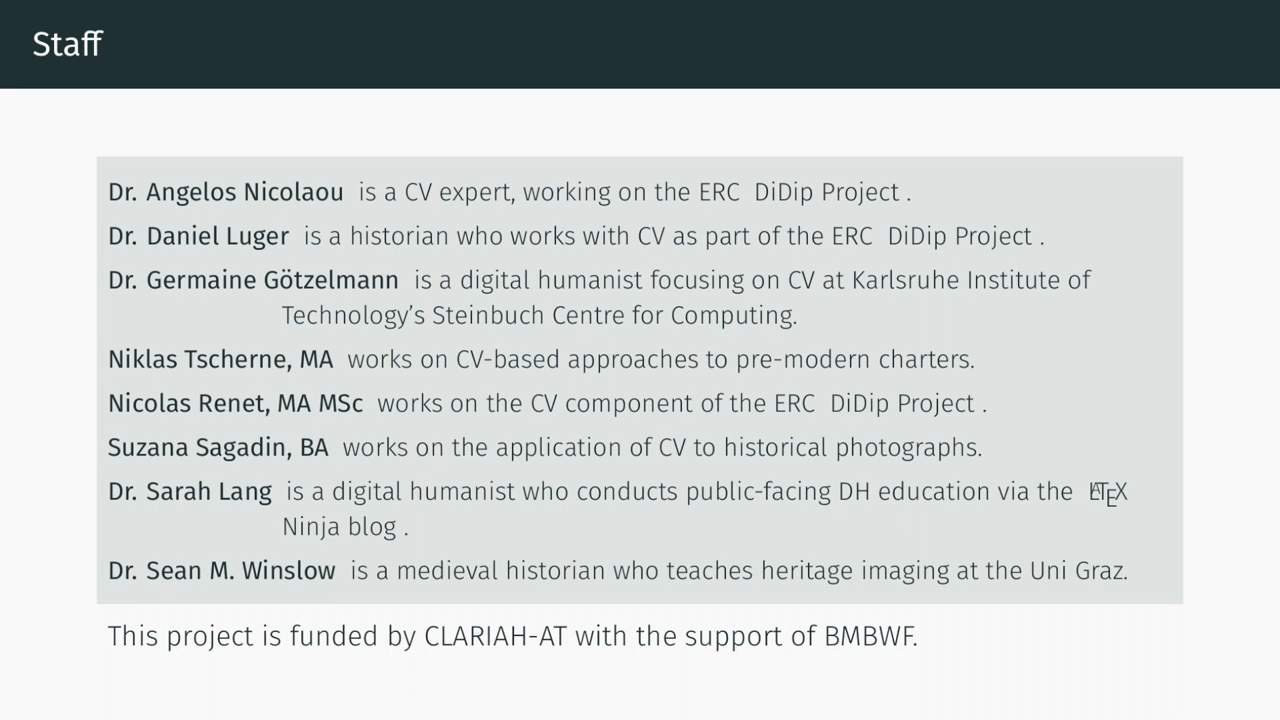 Staff
Dr. Angelos Nicolaou is a CV expert, working on the ERC DiDip Project .
Dr. Daniel Luger is a historian who works with CV as part of the ERC DiDip Project .
Dr. Germaine Götzelmann is a digital humanist focusing on CV at Karlsruhe Institute of
Technology’s Steinbuch Centre for Computing.
Niklas Tscherne, MA works on CV-based approaches to pre-modern charters.
Nicolas Renet, MA MSc works on the CV component of the ERC DiDip Project .
Suzana Sagadin, BA works on the application of CV to historical photographs.
Dr. Sarah Lang is a digital humanist who conducts public-facing DH education via the LATEX
Ninja blog .
Dr. Sean M. Winslow is a medieval historian who teaches heritage imaging at the Uni Graz.
This project is funded by CLARIAH-AT with the support of BMBWF.